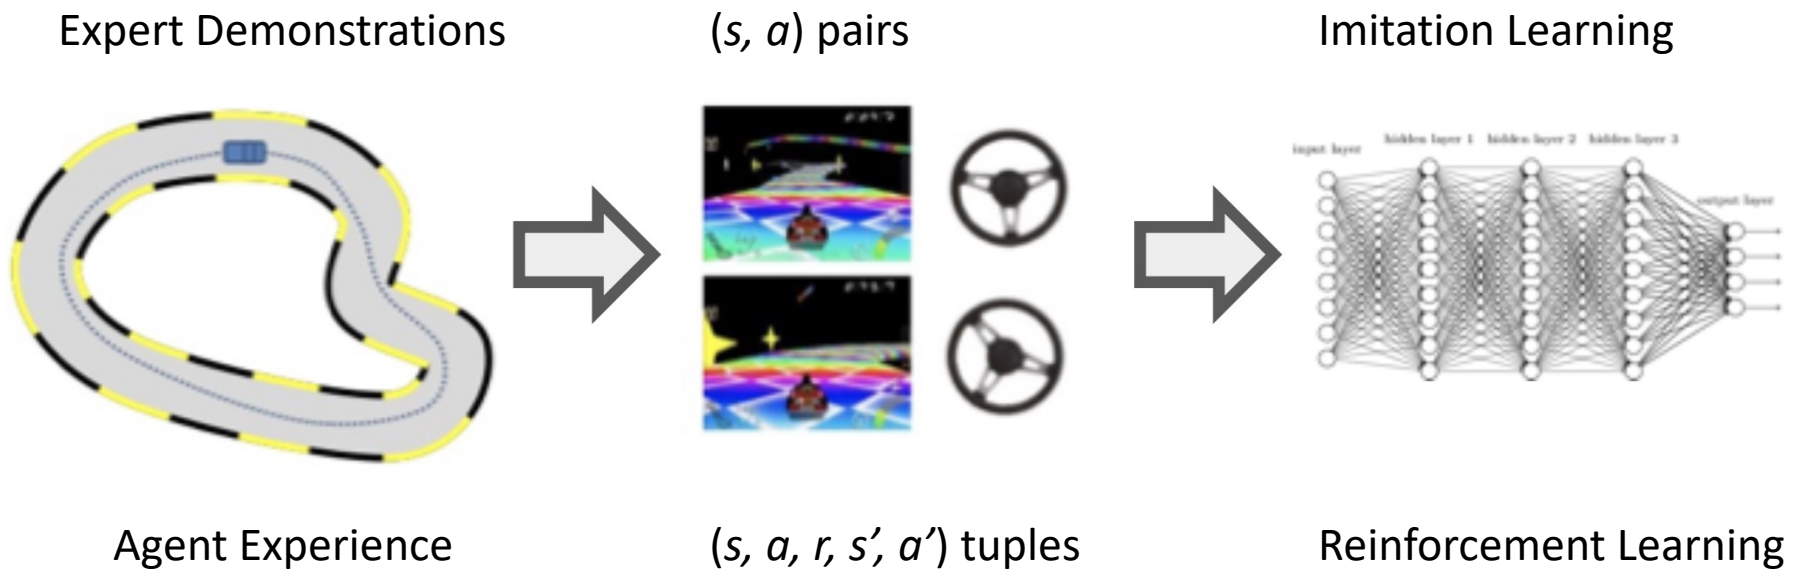 Expert Demonstrations
(s, a) pairs
Imitation Learning
hidden layer 1 hidden layer 2 hidden layer 3
input layer
output layer
Agent Experience
(s, a, r, s’, a’) tuples
Reinforcement Learning